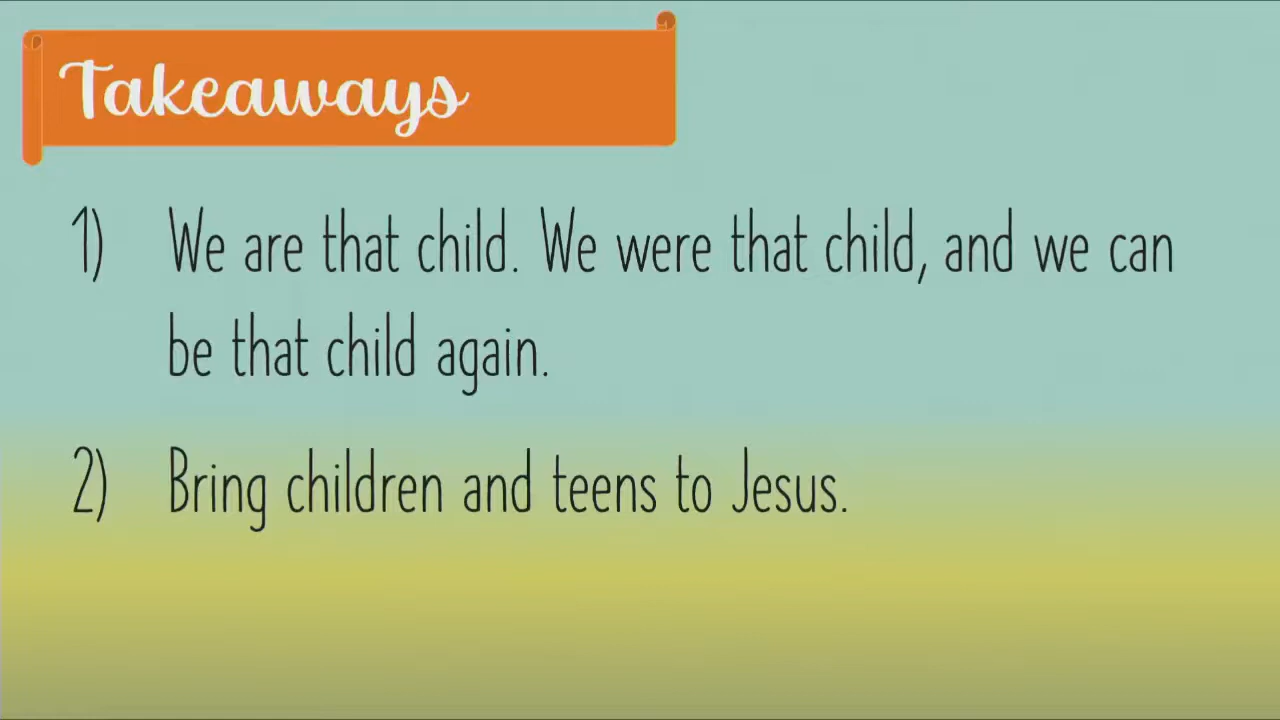 Takeaways
1) We are that child. We were that child, and we can
be that child again.
2) Bring children and teens to Jesus.